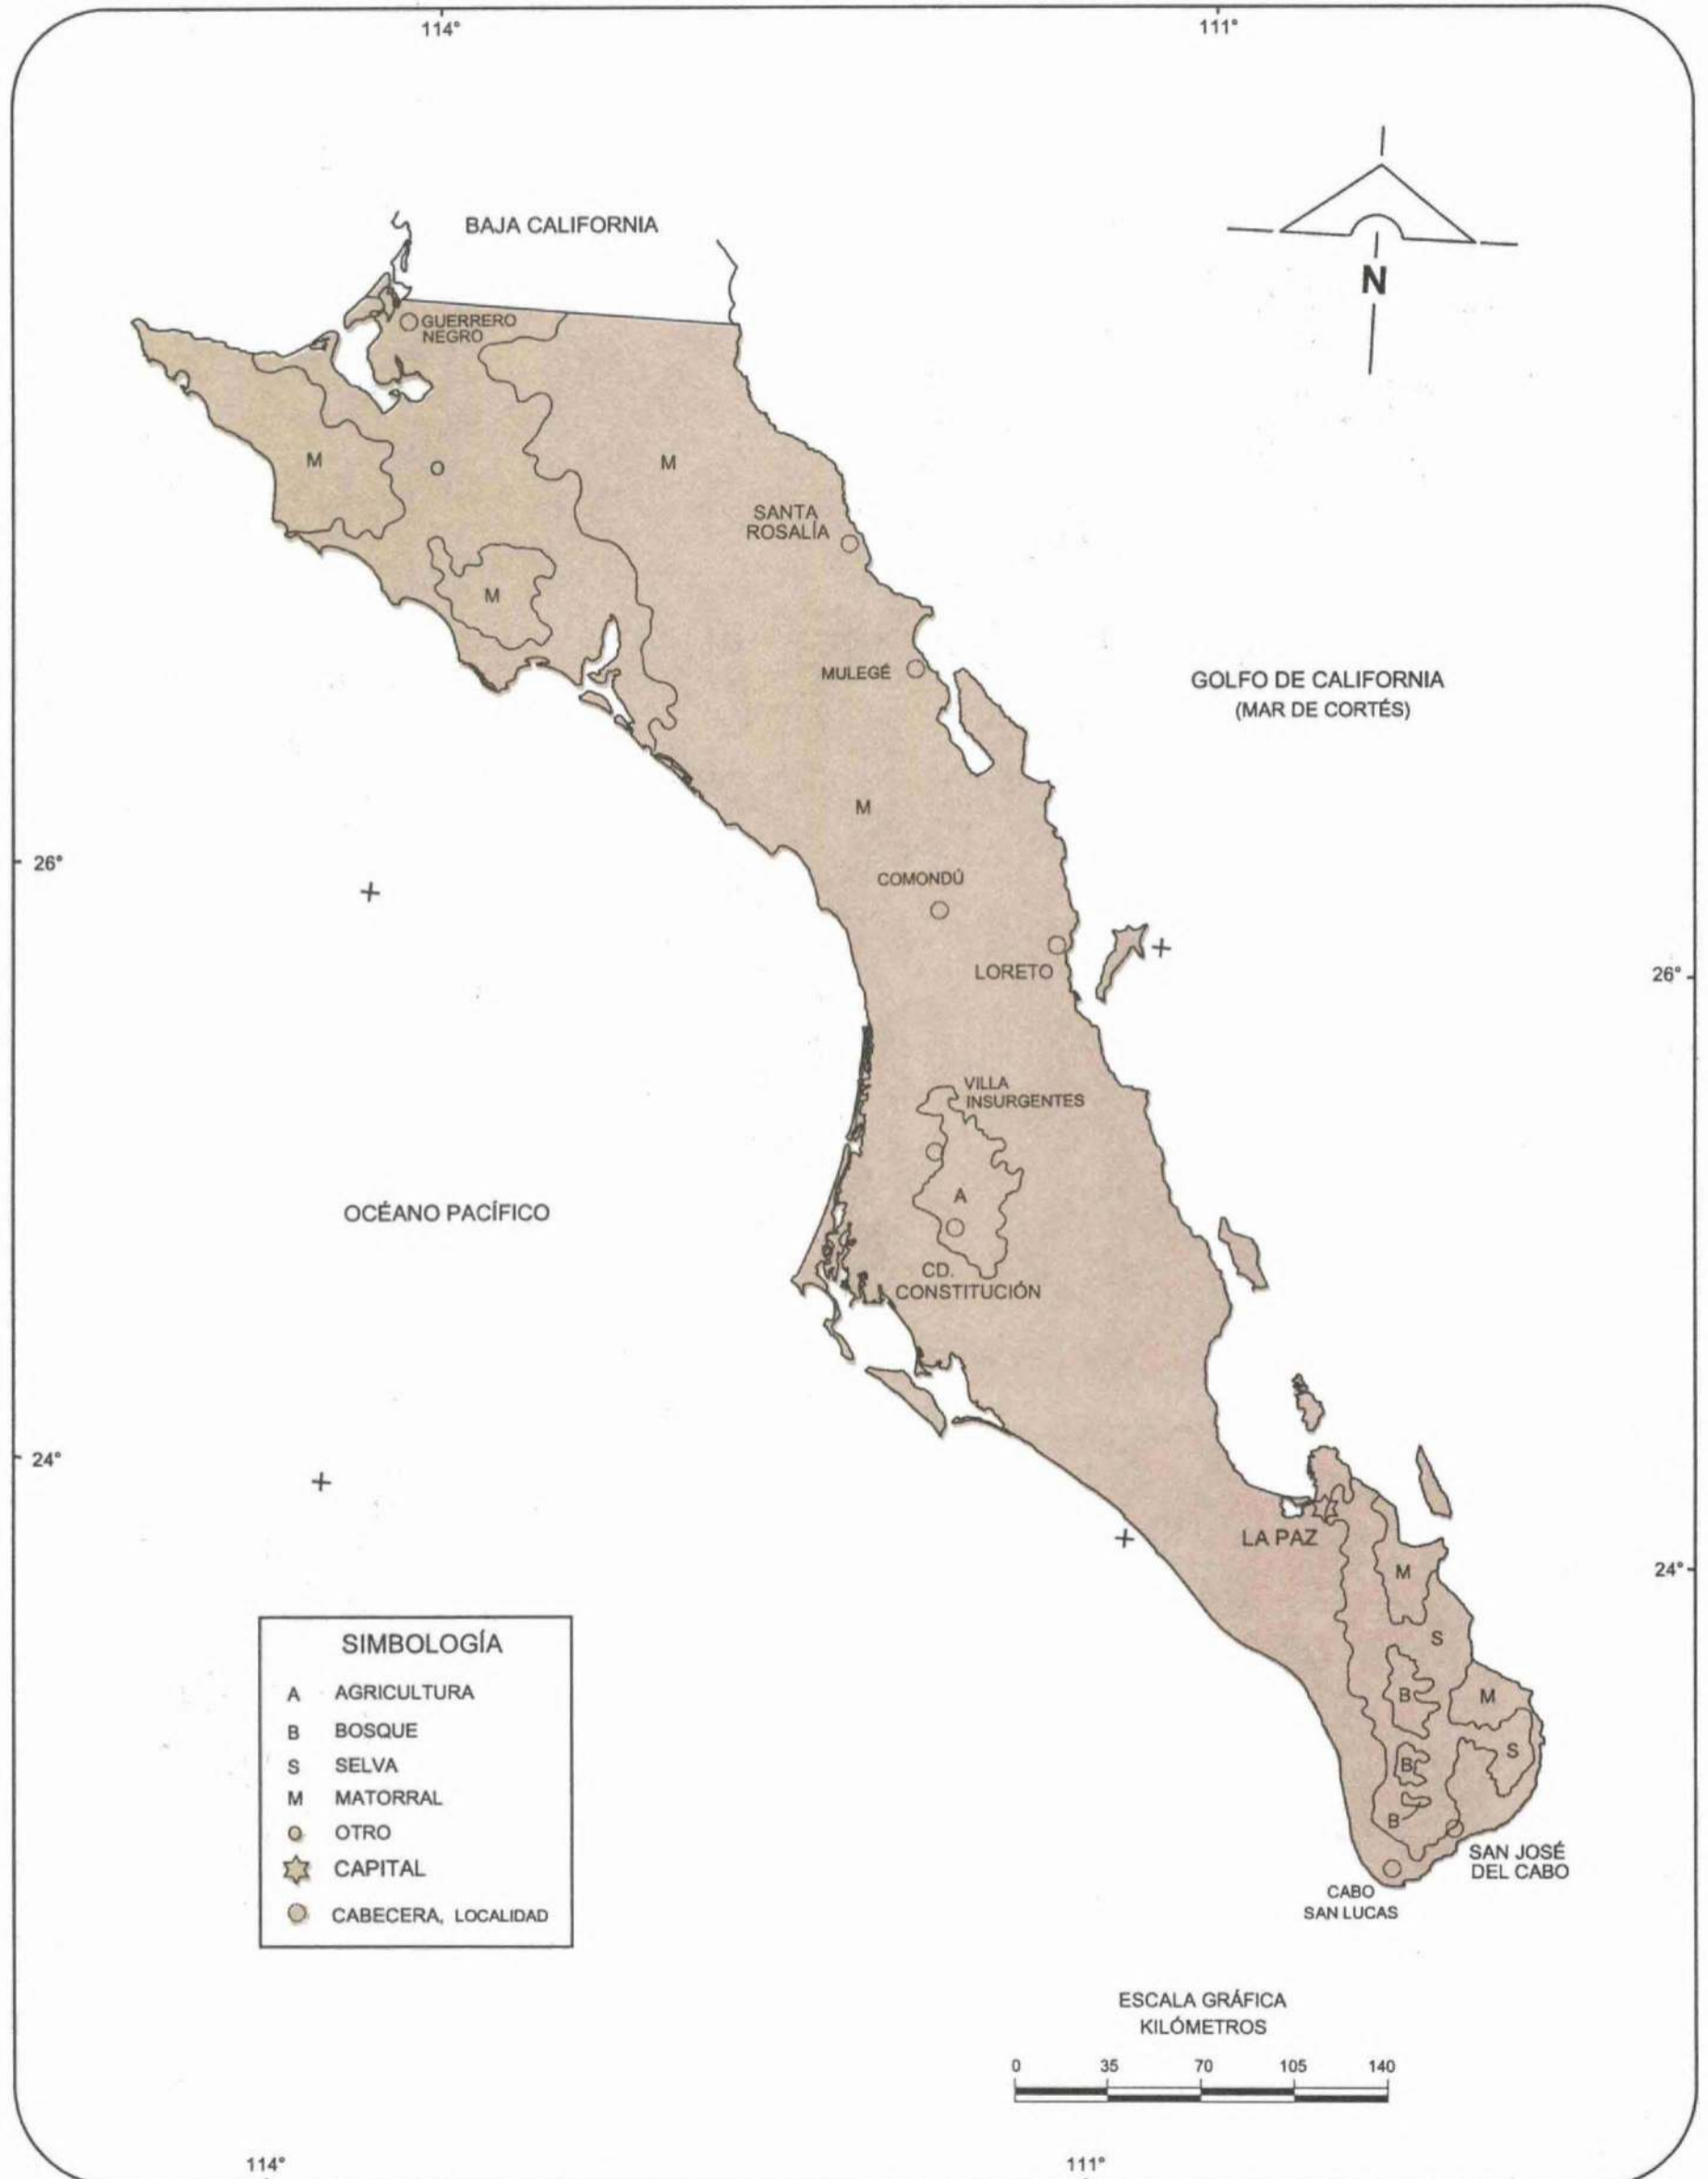 114°
111°
BAJA CALIFORNIA
N
GUERRERO
NEGRO
M
O
M
SANTA
ROSALÍA
M
MULEGÉ
GOLFO DE CALIFORNIA
(MAR DE CORTÉS)
M
26°
COMONDÚ
LORETO
26°
VILLA
INSURGENTES
A
OCÉANO PACÍFICO
CD.
CONSTITUCIÓN
24°
LA PAZ
24°
M
S
B
M
S
B
B
SAN JOSÉ
DEL CABO
CABO
SAN LUCAS
SIMBOLOGÍA
A AGRICULTURA
B BOSQUE
S SELVA
M MATORRAL
O OTRO
CAPITAL
CABECERA, LOCALIDAD
ESCALA GRÁFICA
KILÓMETROS
0 35 70 105 140
114°
111°